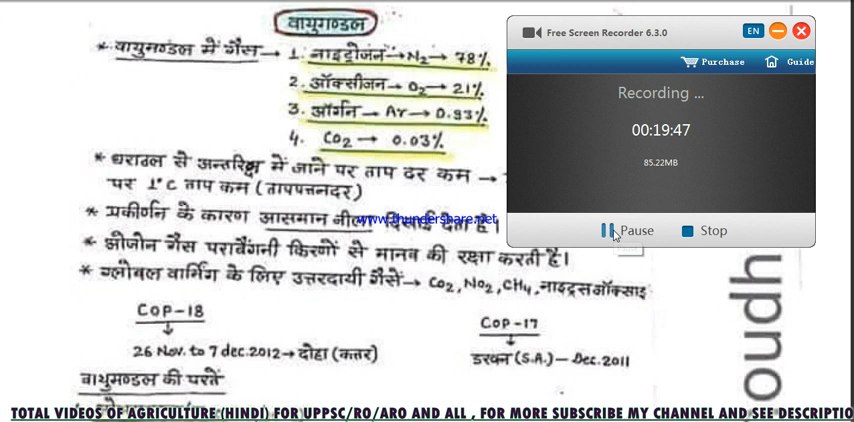 वायुमण्डल
* वायुमंडल में गैस → 1. नाइट्रोजन → N₂ → 78%
2. ऑक्सीजन → O₂ → 21%
3. ऑर्गन → Ar → 0.93%
4. CO₂ → 0.03%
* धरातल से अन्तरिक्ष में जाने पर ताप दर कम →
पर 1°C ताप कम (तापपत्तनदर)
* प्रकीर्णन के कारण आसमान नीला दिखाई देता है।
www.thundershare.net
* ओजोन गैस पराबैंगनी किरणों से मानव की रक्षा करती है।
* ग्लोबल वार्मिंग के लिए उत्तरदायी गैसें → CO₂, NO₂, CH₄, नाइट्रसऑक्साइ
COP-18
↓
26 Nov. to 7 dec. 2012 → दोहा (कतर)
COP-17
↓
डरबन (S.A.) – Dec. 2011
वायुमण्डल की परतें
oudh
Free Screen Recorder 6.3.0
EN
Purchase
Guide
Recording ...
00:19:47
85.22MB
Pause
Stop
TOTAL VIDEOS OF AGRICULTURE (HINDI) FOR UPPSC/RO/ARO AND ALL , FOR MORE SUBSCRIBE MY CHANNEL AND SEE DESCRIPTIO